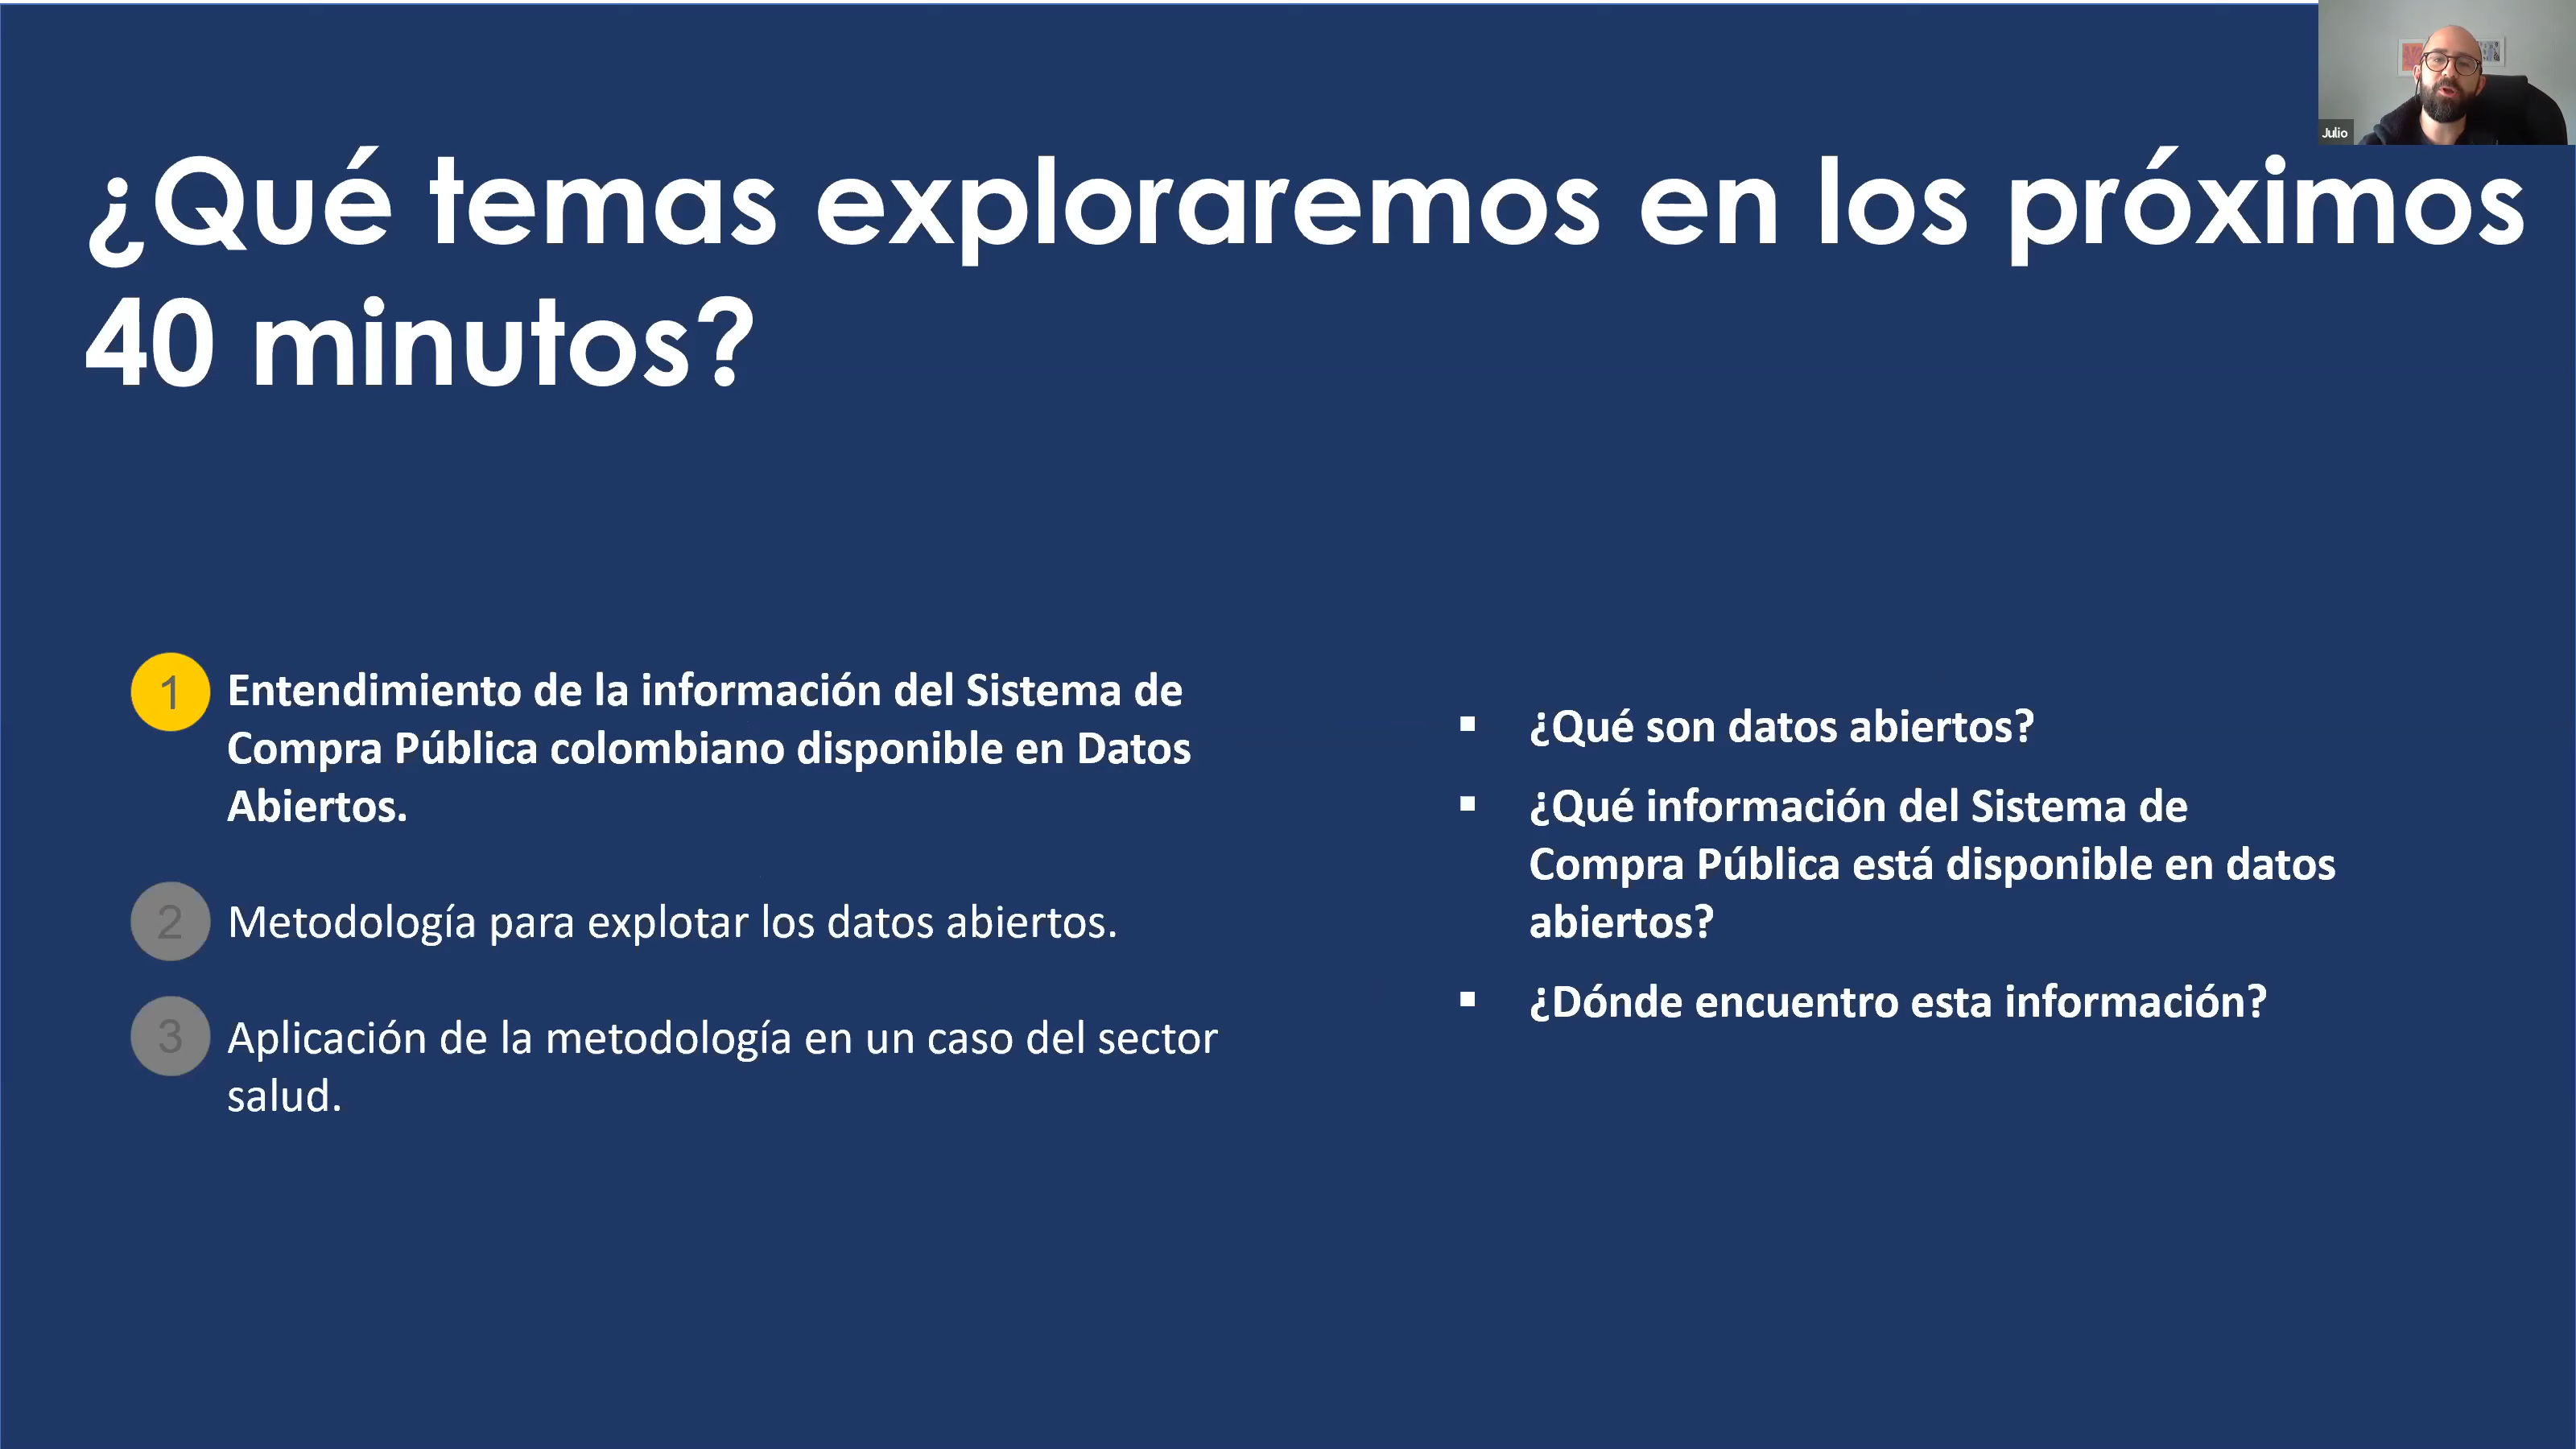 Julio
¿Qué temas exploraremos en los próximos
40 minutos?
1
Entendimiento de la información del Sistema de
Compra Pública colombiano disponible en Datos
Abiertos.
2
Metodología para explotar los datos abiertos.
3
Aplicación de la metodología en un caso del sector
salud.
▪ ¿Qué son datos abiertos?
▪ ¿Qué información del Sistema de
Compra Pública está disponible en datos
abiertos?
▪ ¿Dónde encuentro esta información?